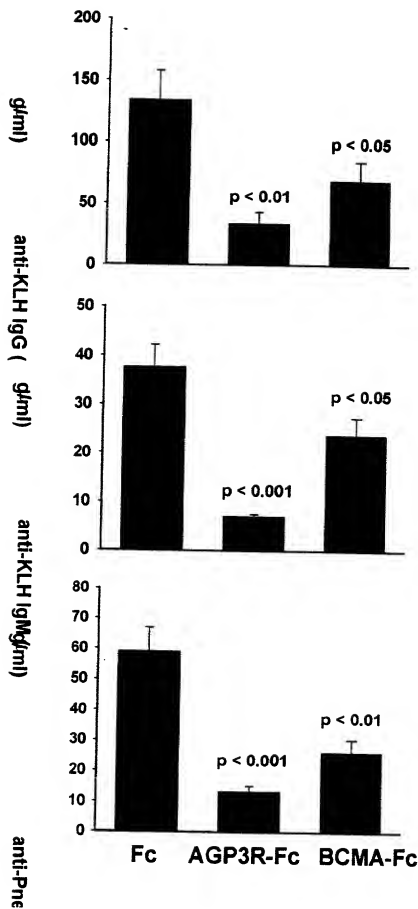 200
150
100
50
0
p < 0.01
p < 0.05
g/ml)
anti-KLH IgG (
50
40
30
20
10
0
p < 0.001
p < 0.05
g/ml)
anti-KLH IgM
80
70
60
50
40
30
20
10
0
p < 0.001
p < 0.01
g/ml)
anti-Pne
Fc AGP3R-Fc BCMA-Fc